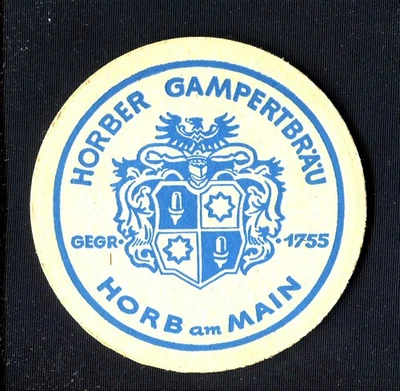 HORBER GAMPERTBRÄU
GEGR. · 1755
HORB am MAIN